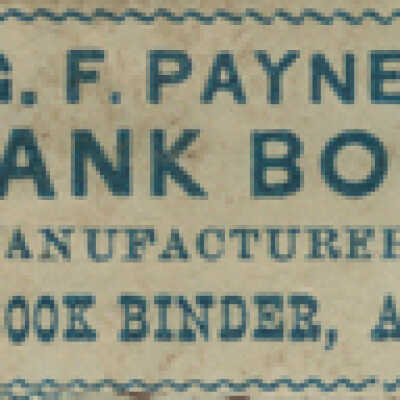 G. F. PAYNE
ANK BO
ANUFACTURER
OOK BINDER, A